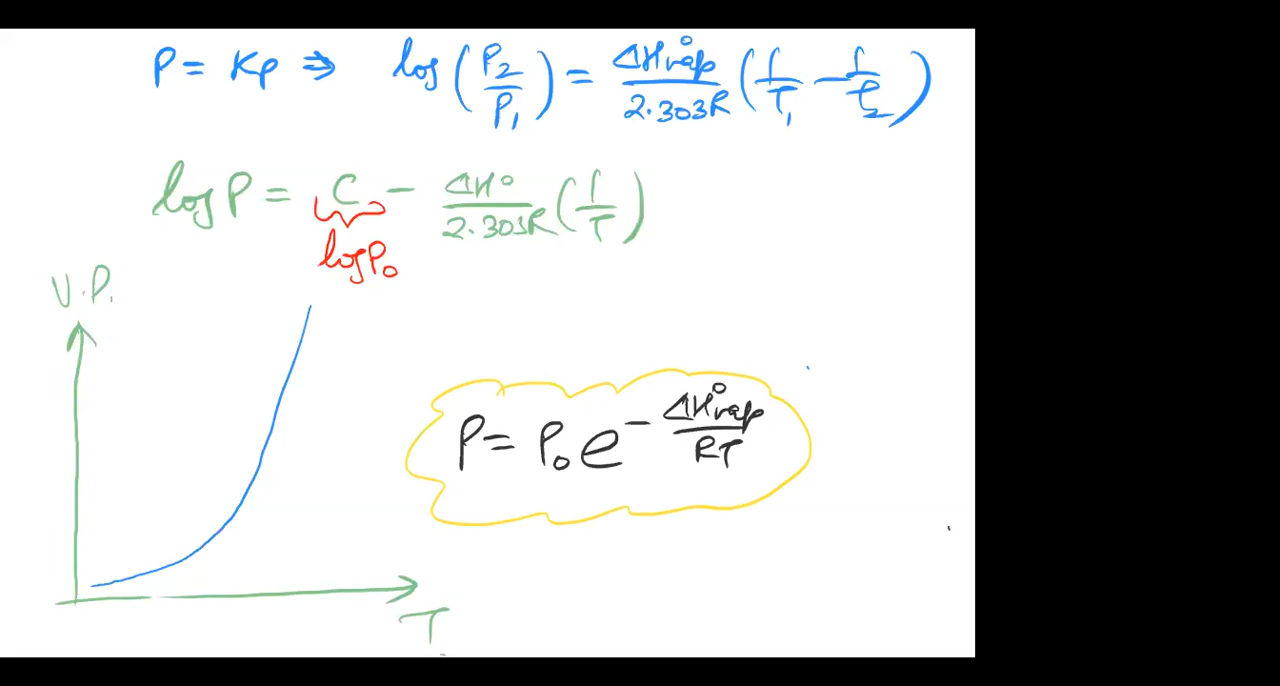 P = Kp ⇒ log(P₂/P₁) = ΔH°vap/2.303R (1/T₁ − 1/T₂)
log P = C − ΔH°/2.303R (1/T)
log P₀
V.P.
P = P₀ e^(−ΔH°vap/RT)
T